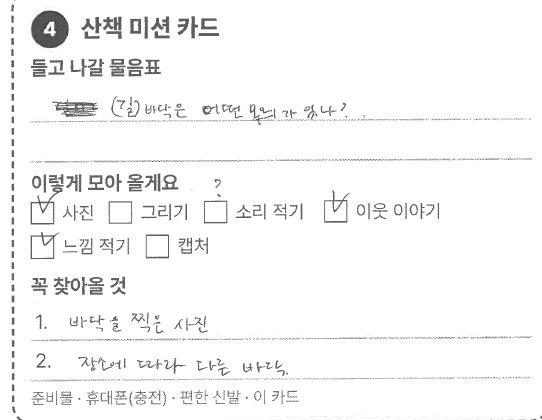 4 산책 미션 카드
들고 나갈 물음표
(길)바닥은 어떤 무늬가 있나?
이렇게 모아 올게요 ?
사진 그리기 소리 적기 이웃 이야기
느낌 적기 캡처
꼭 찾아올 것
1. 바닥을 찍은 사진
2. 장소에 따라 다른 바닥.
준비물 · 휴대폰(충전) · 편한 신발 · 이 카드